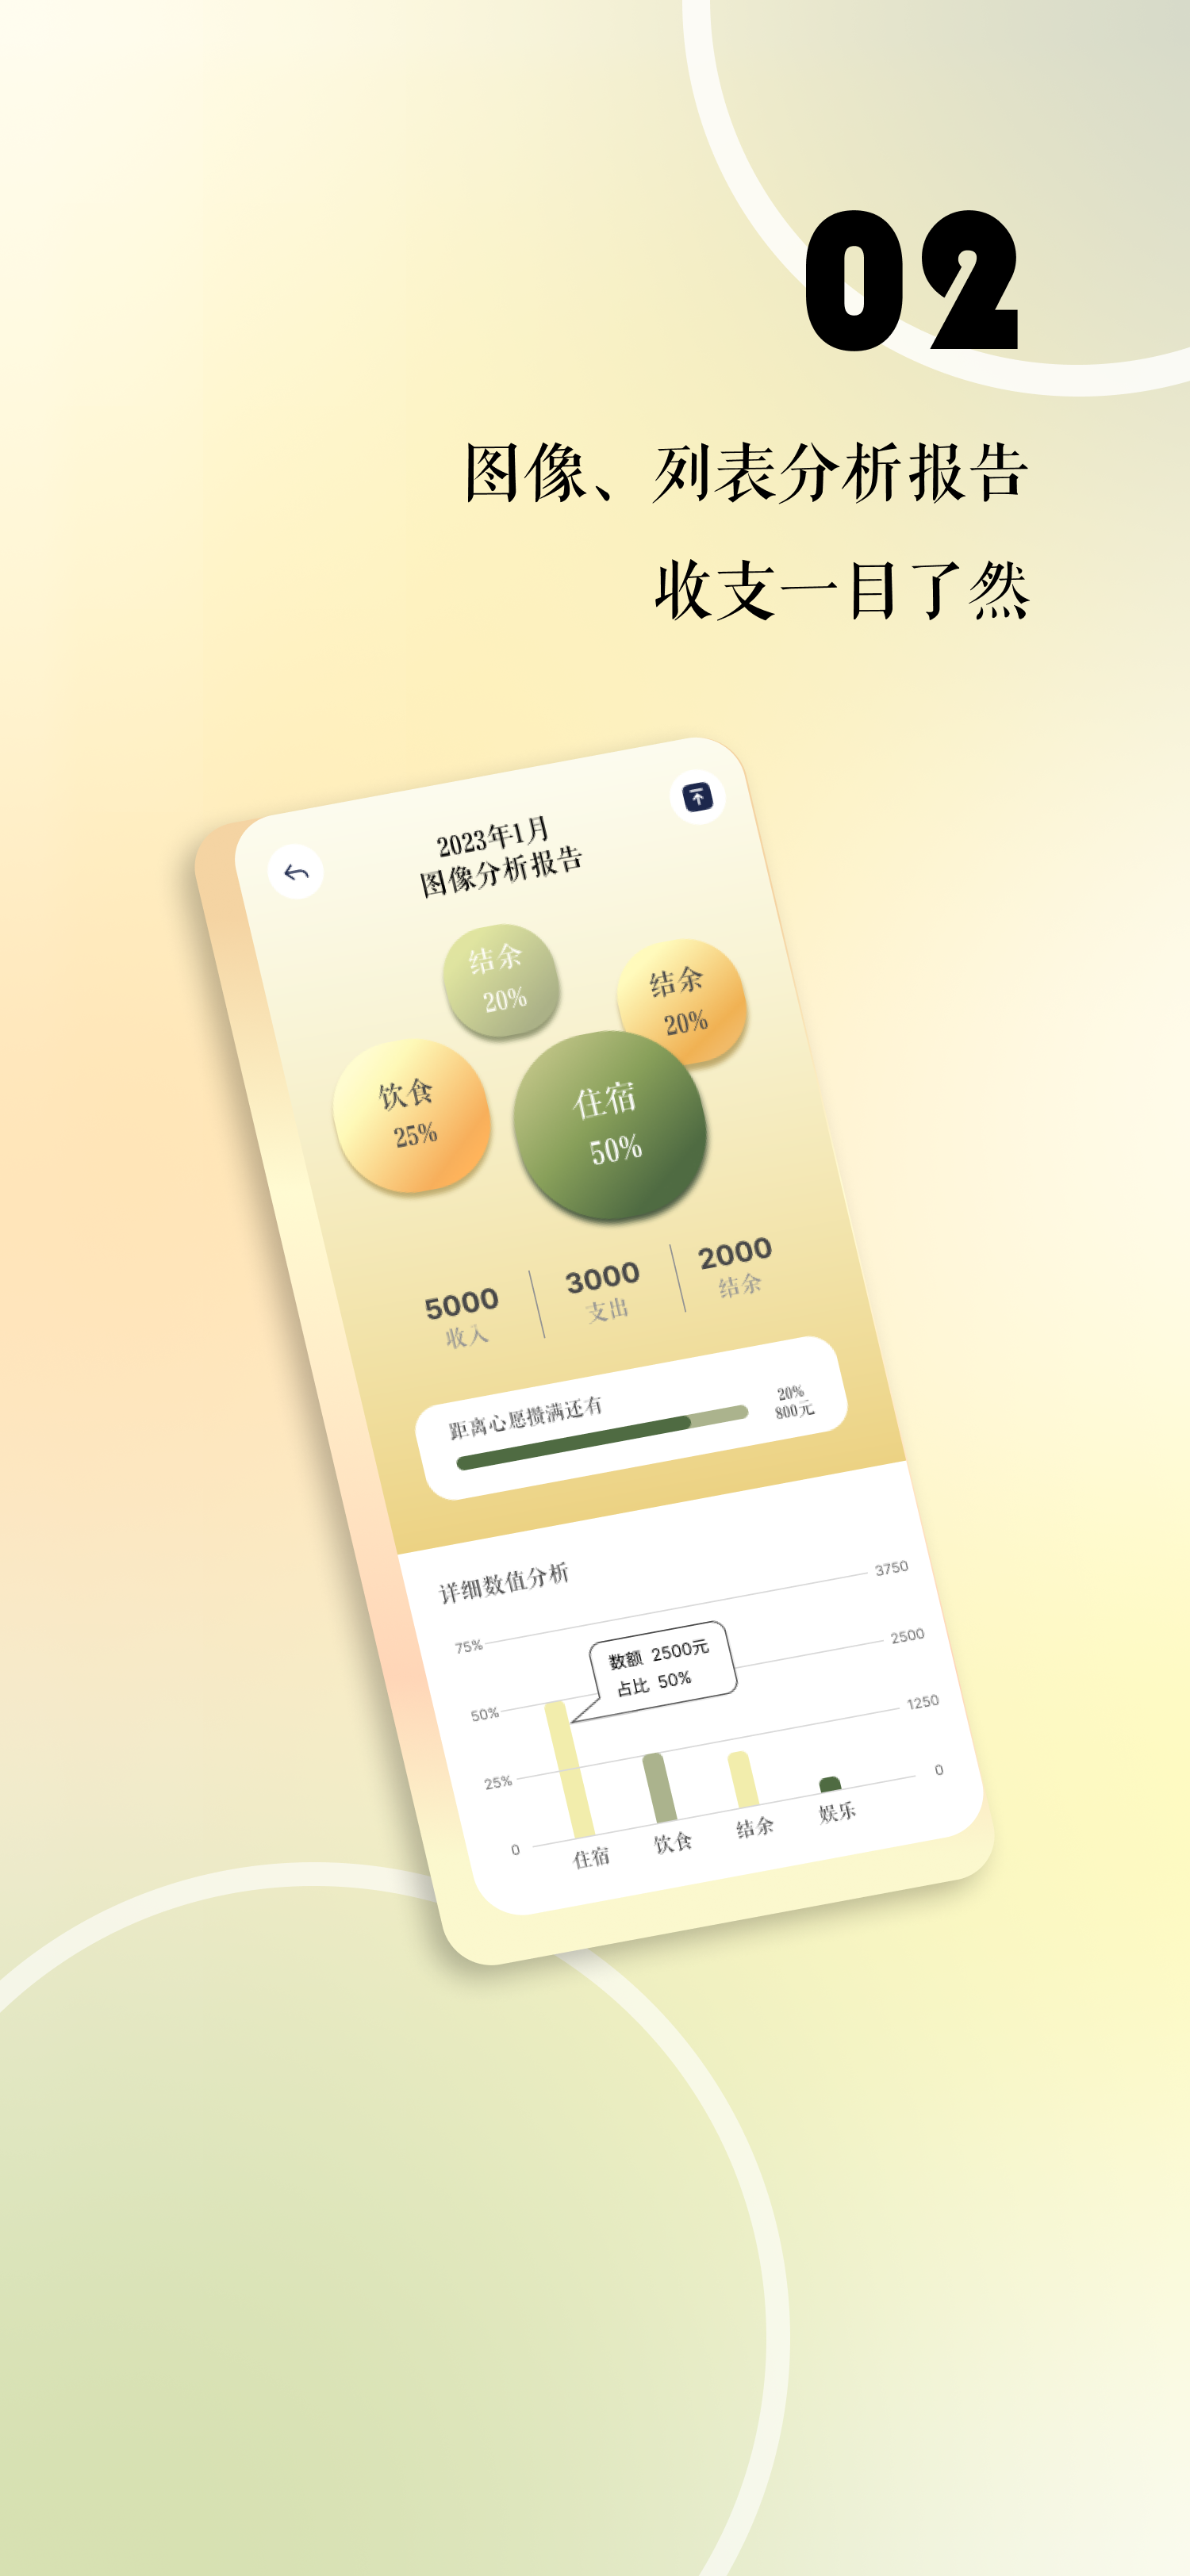 02
图像、列表分析报告
收支一目了然
2023年1月
图像分析报告
结余
20%
结余
20%
饮食
25%
住宿
50%
5000
收入
3000
支出
2000
结余
距离心愿攒满还有
20%
800元
详细数值分析
75%
3750
50%
2500
25%
1250
0
0
数额 2500元
占比 50%
住宿
饮食
结余
娱乐